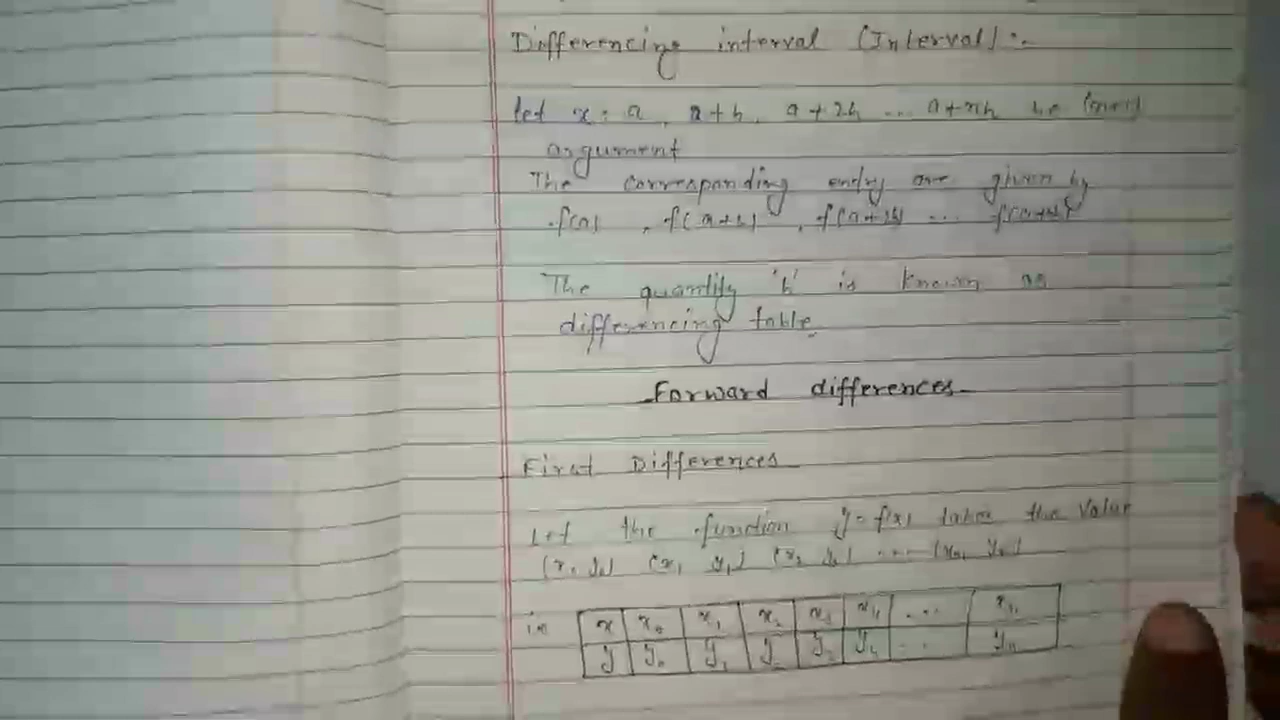 Differencing interval (Interval) :-
let x = a, a+h, a+2h ... a+nh be
argument
The corresponding entry are given by
f(a), f(a+h), f(a+2h) ... f(a+nh)
The quantity 'h' is known as
differencing table.
Forward differences
First Differences
Let the function y = f(x) takes the value
(x0 y0) (x1 y1) (x2 y2) ... (xn yn)
ie x x0 x1 x2 x3 x4 ... xn
y y0 y1 y2 y3 y4 ... yn